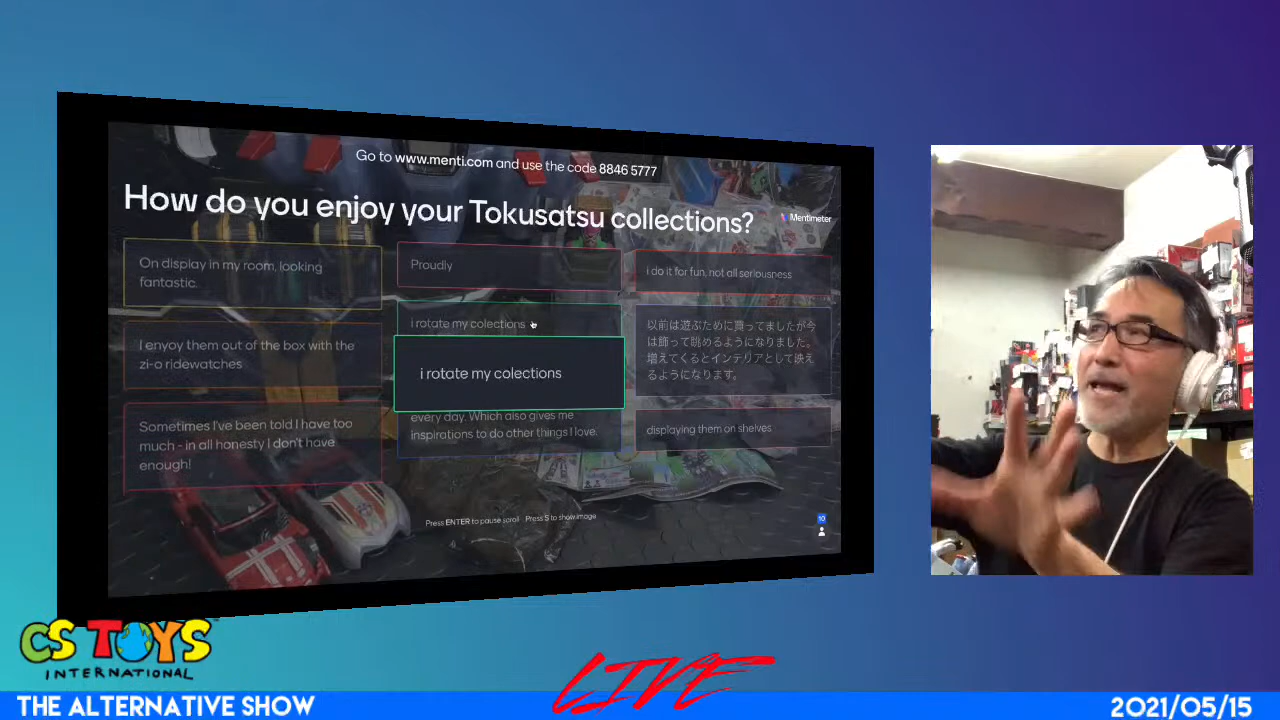 Go to www.menti.com and use the code 8846 5777
How do you enjoy your Tokusatsu collections?
Mentimeter
On display in my room, looking
fantastic.
I enyoy them out of the box with the
zi-o ridewatches
Sometimes I've been told I have too
much - in all honesty I don't have
enough!
Proudly
i rotate my colections
i rotate my colections
every day. Which also gives me
inspirations to do other things I love.
i do it for fun, not all seriousness
以前は遊ぶために買ってましたが今
は飾って眺めるようになりました。
増えてくるとインテリアとして映え
るようになります。
displaying them on shelves
Press ENTER to pause scroll Press S to show image
10
CS TOYS
INTERNATIONAL
LIVE
THE ALTERNATIVE SHOW
2021/05/15